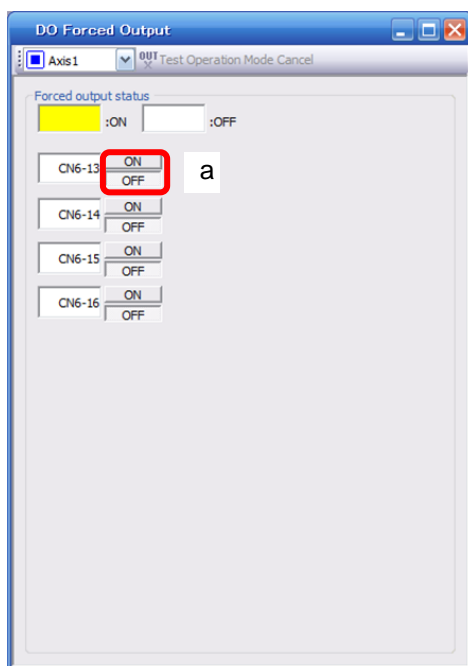 DO Forced Output
Axis1 OUT Test Operation Mode Cancel
Forced output status
:ON :OFF
CN6-13 ON
OFF
a
CN6-14 ON
OFF
CN6-15 ON
OFF
CN6-16 ON
OFF